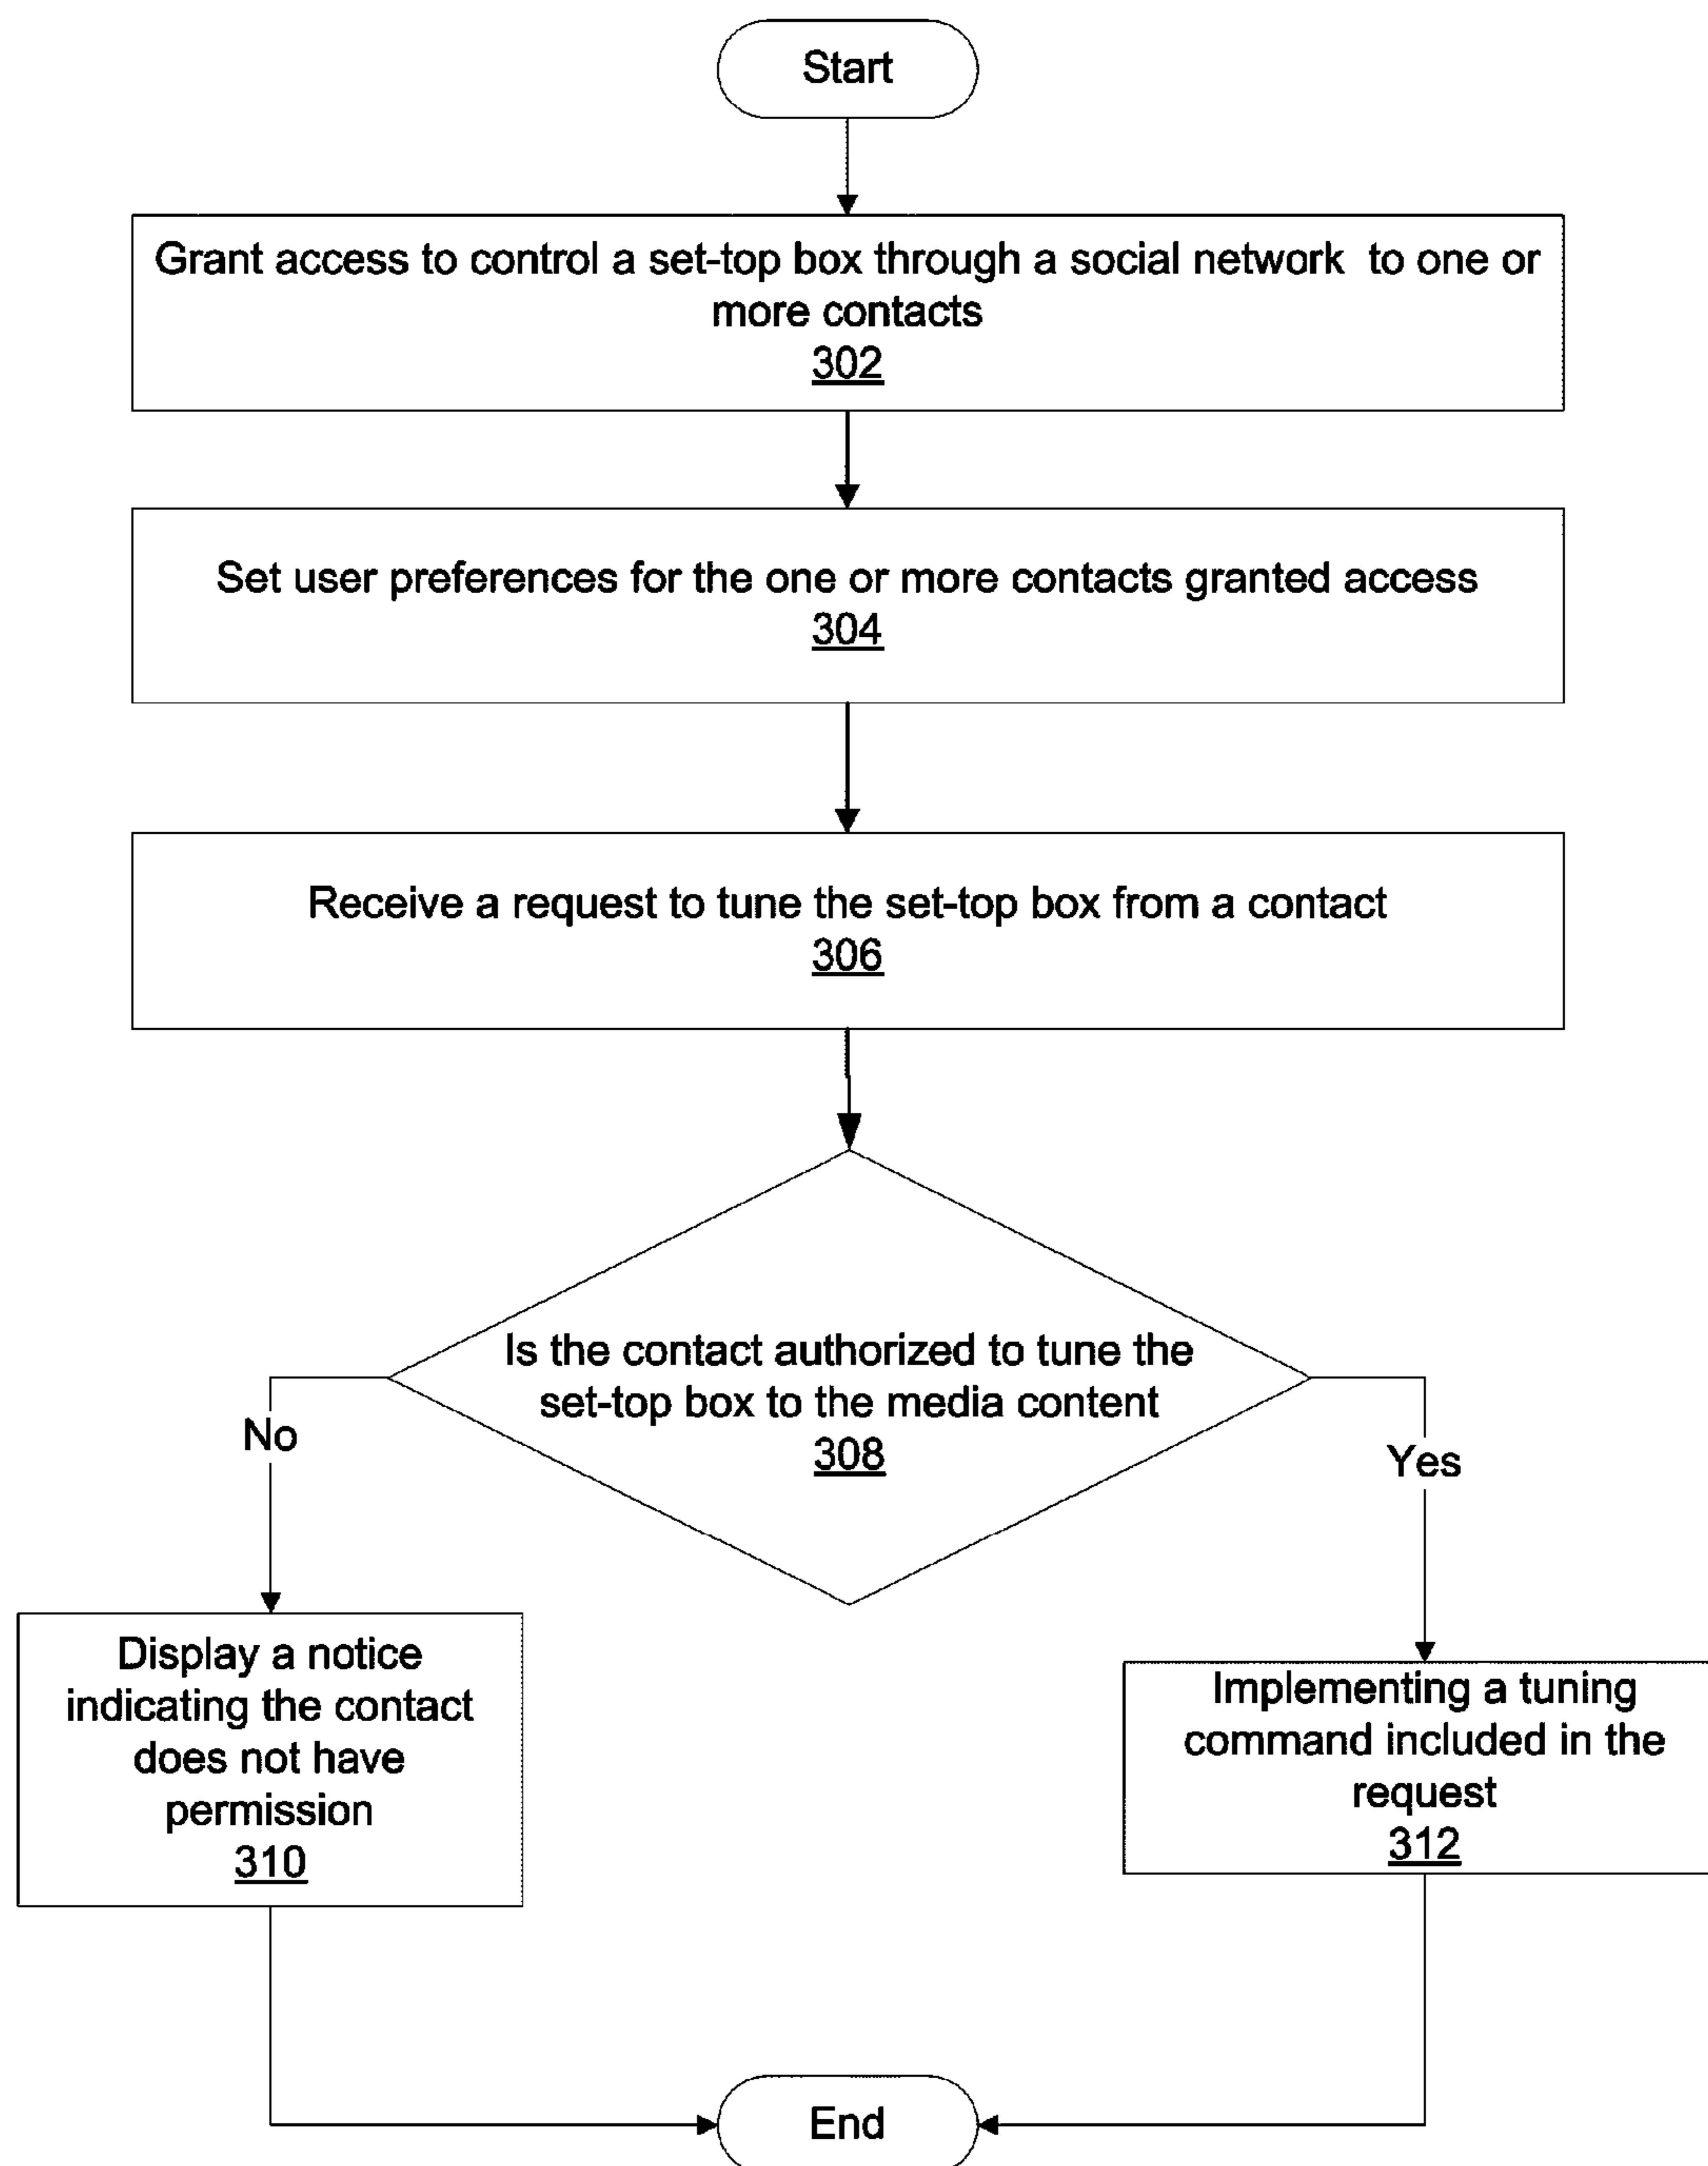 Start
Grant access to control a set-top box through a social network to one or
more contacts
302
Set user preferences for the one or more contacts granted access
304
Receive a request to tune the set-top box from a contact
306
Is the contact authorized to tune the
set-top box to the media content
308
No
Yes
Display a notice
indicating the contact
does not have
permission
310
Implementing a tuning
command included in the
request
312
End